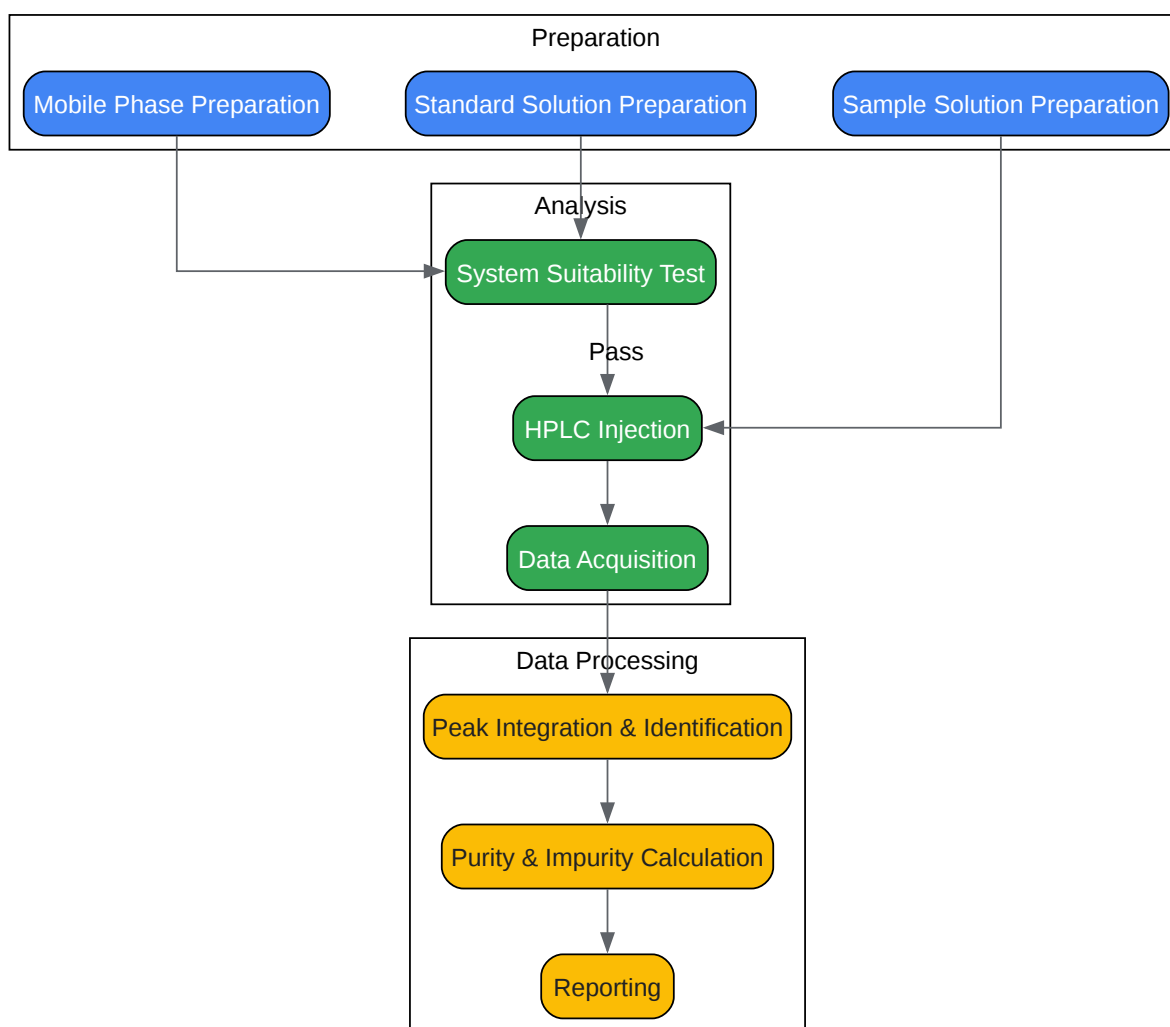 Preparation
Mobile Phase Preparation
Standard Solution Preparation
Sample Solution Preparation
Analysis
System Suitability Test
Pass
HPLC Injection
Data Acquisition
Data Processing
Peak Integration & Identification
Purity & Impurity Calculation
Reporting